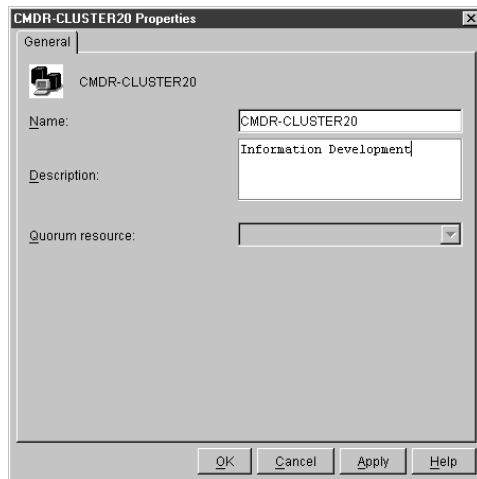 CMDR-CLUSTER20 Properties
General
CMDR-CLUSTER20
Name: CMDR-CLUSTER20
Description: Information Development
Quorum resource:
OK Cancel Apply Help